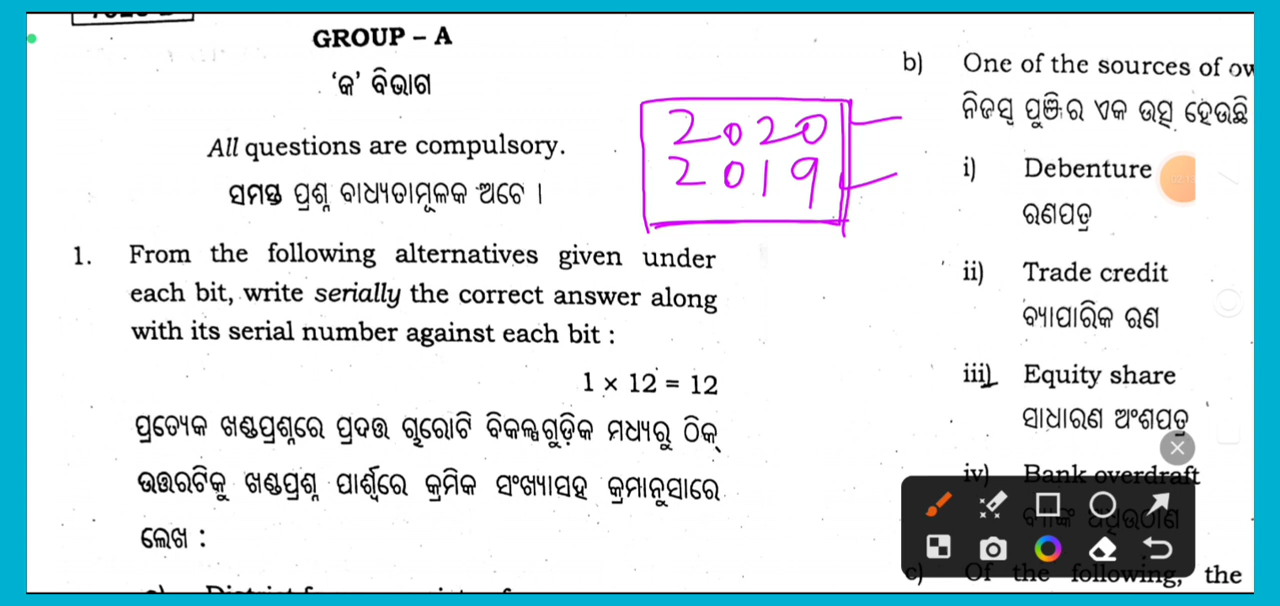 GROUP – A
‘କ’ ବିଭାଗ
All questions are compulsory.
ସମସ୍ତ ପ୍ରଶ୍ନ ବାଧ୍ୟତାମୂଳକ ଅଟେ ।
2020
2019
1. From the following alternatives given under
each bit, write serially the correct answer along
with its serial number against each bit :
1 × 12 = 12
ପ୍ରତ୍ୟେକ ଖଣ୍ଡପ୍ରଶ୍ନରେ ପ୍ରଦତ୍ତ ଚାରୋଟି ବିକଳ୍ପଗୁଡ଼ିକ ମଧ୍ୟରୁ ଠିକ୍
ଉତ୍ତରଟିକୁ ଖଣ୍ଡପ୍ରଶ୍ନ ପାର୍ଶ୍ୱରେ କ୍ରମିକ ସଂଖ୍ୟାସହ କ୍ରମାନୁସାରେ
ଲେଖ :
b) One of the sources of
ନିଜସ୍ୱ ପୁଞ୍ଜିର ଏକ ଉତ୍ସ ହେଉଛି
i) Debenture
ଋଣପତ୍ର
ii) Trade credit
ବ୍ୟାପାରିକ ଋଣ
iii) Equity share
ସାଧାରଣ ଅଂଶପତ୍ର
iv) Bank overdraft
c) Of the following, the